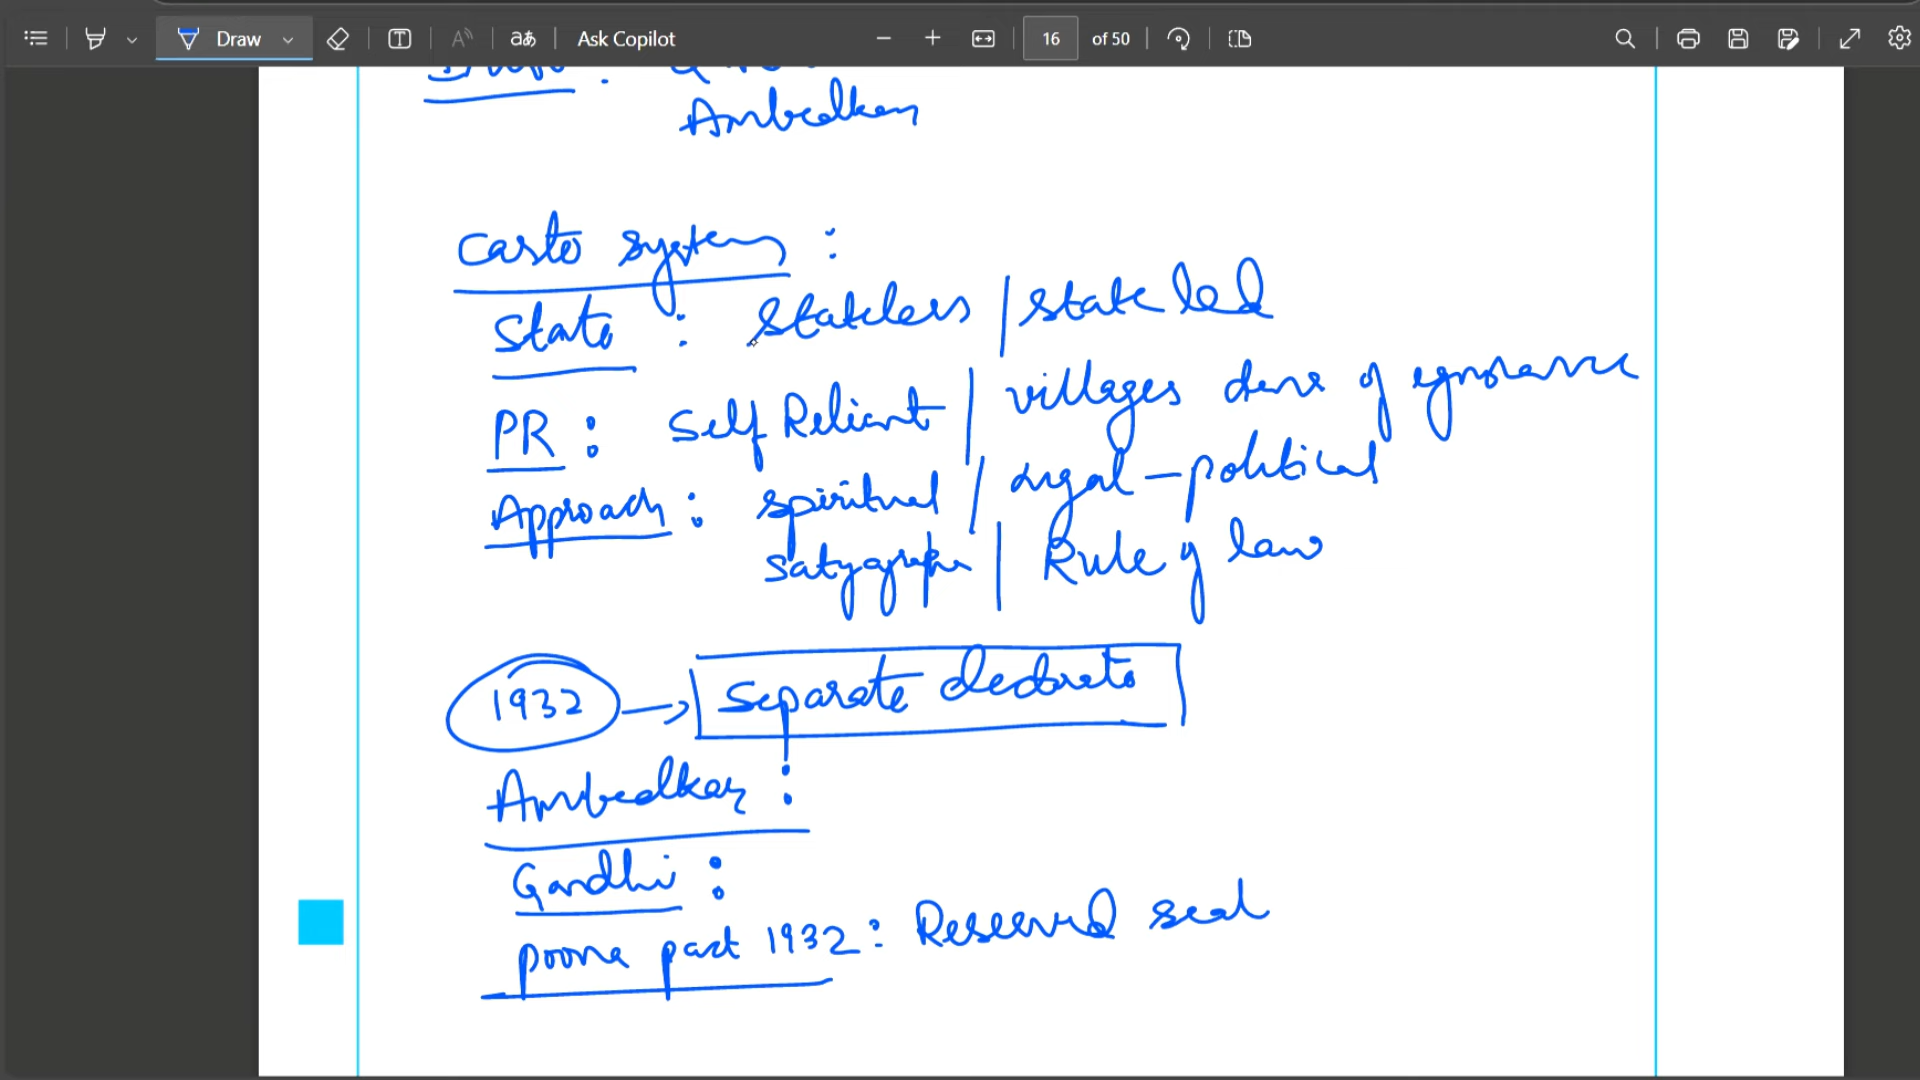 Draw
Ask Copilot
16 of 50
Ambedkar
Caste system :
State : Stateless / state led
PR : Self Reliant / villages dens of ignorance
Approach : spiritual / legal - political
satyagraha / Rule of law
1932 → Separate electorate
Ambedkar :
Gandhi :
poona pact 1932 : Reserved seat